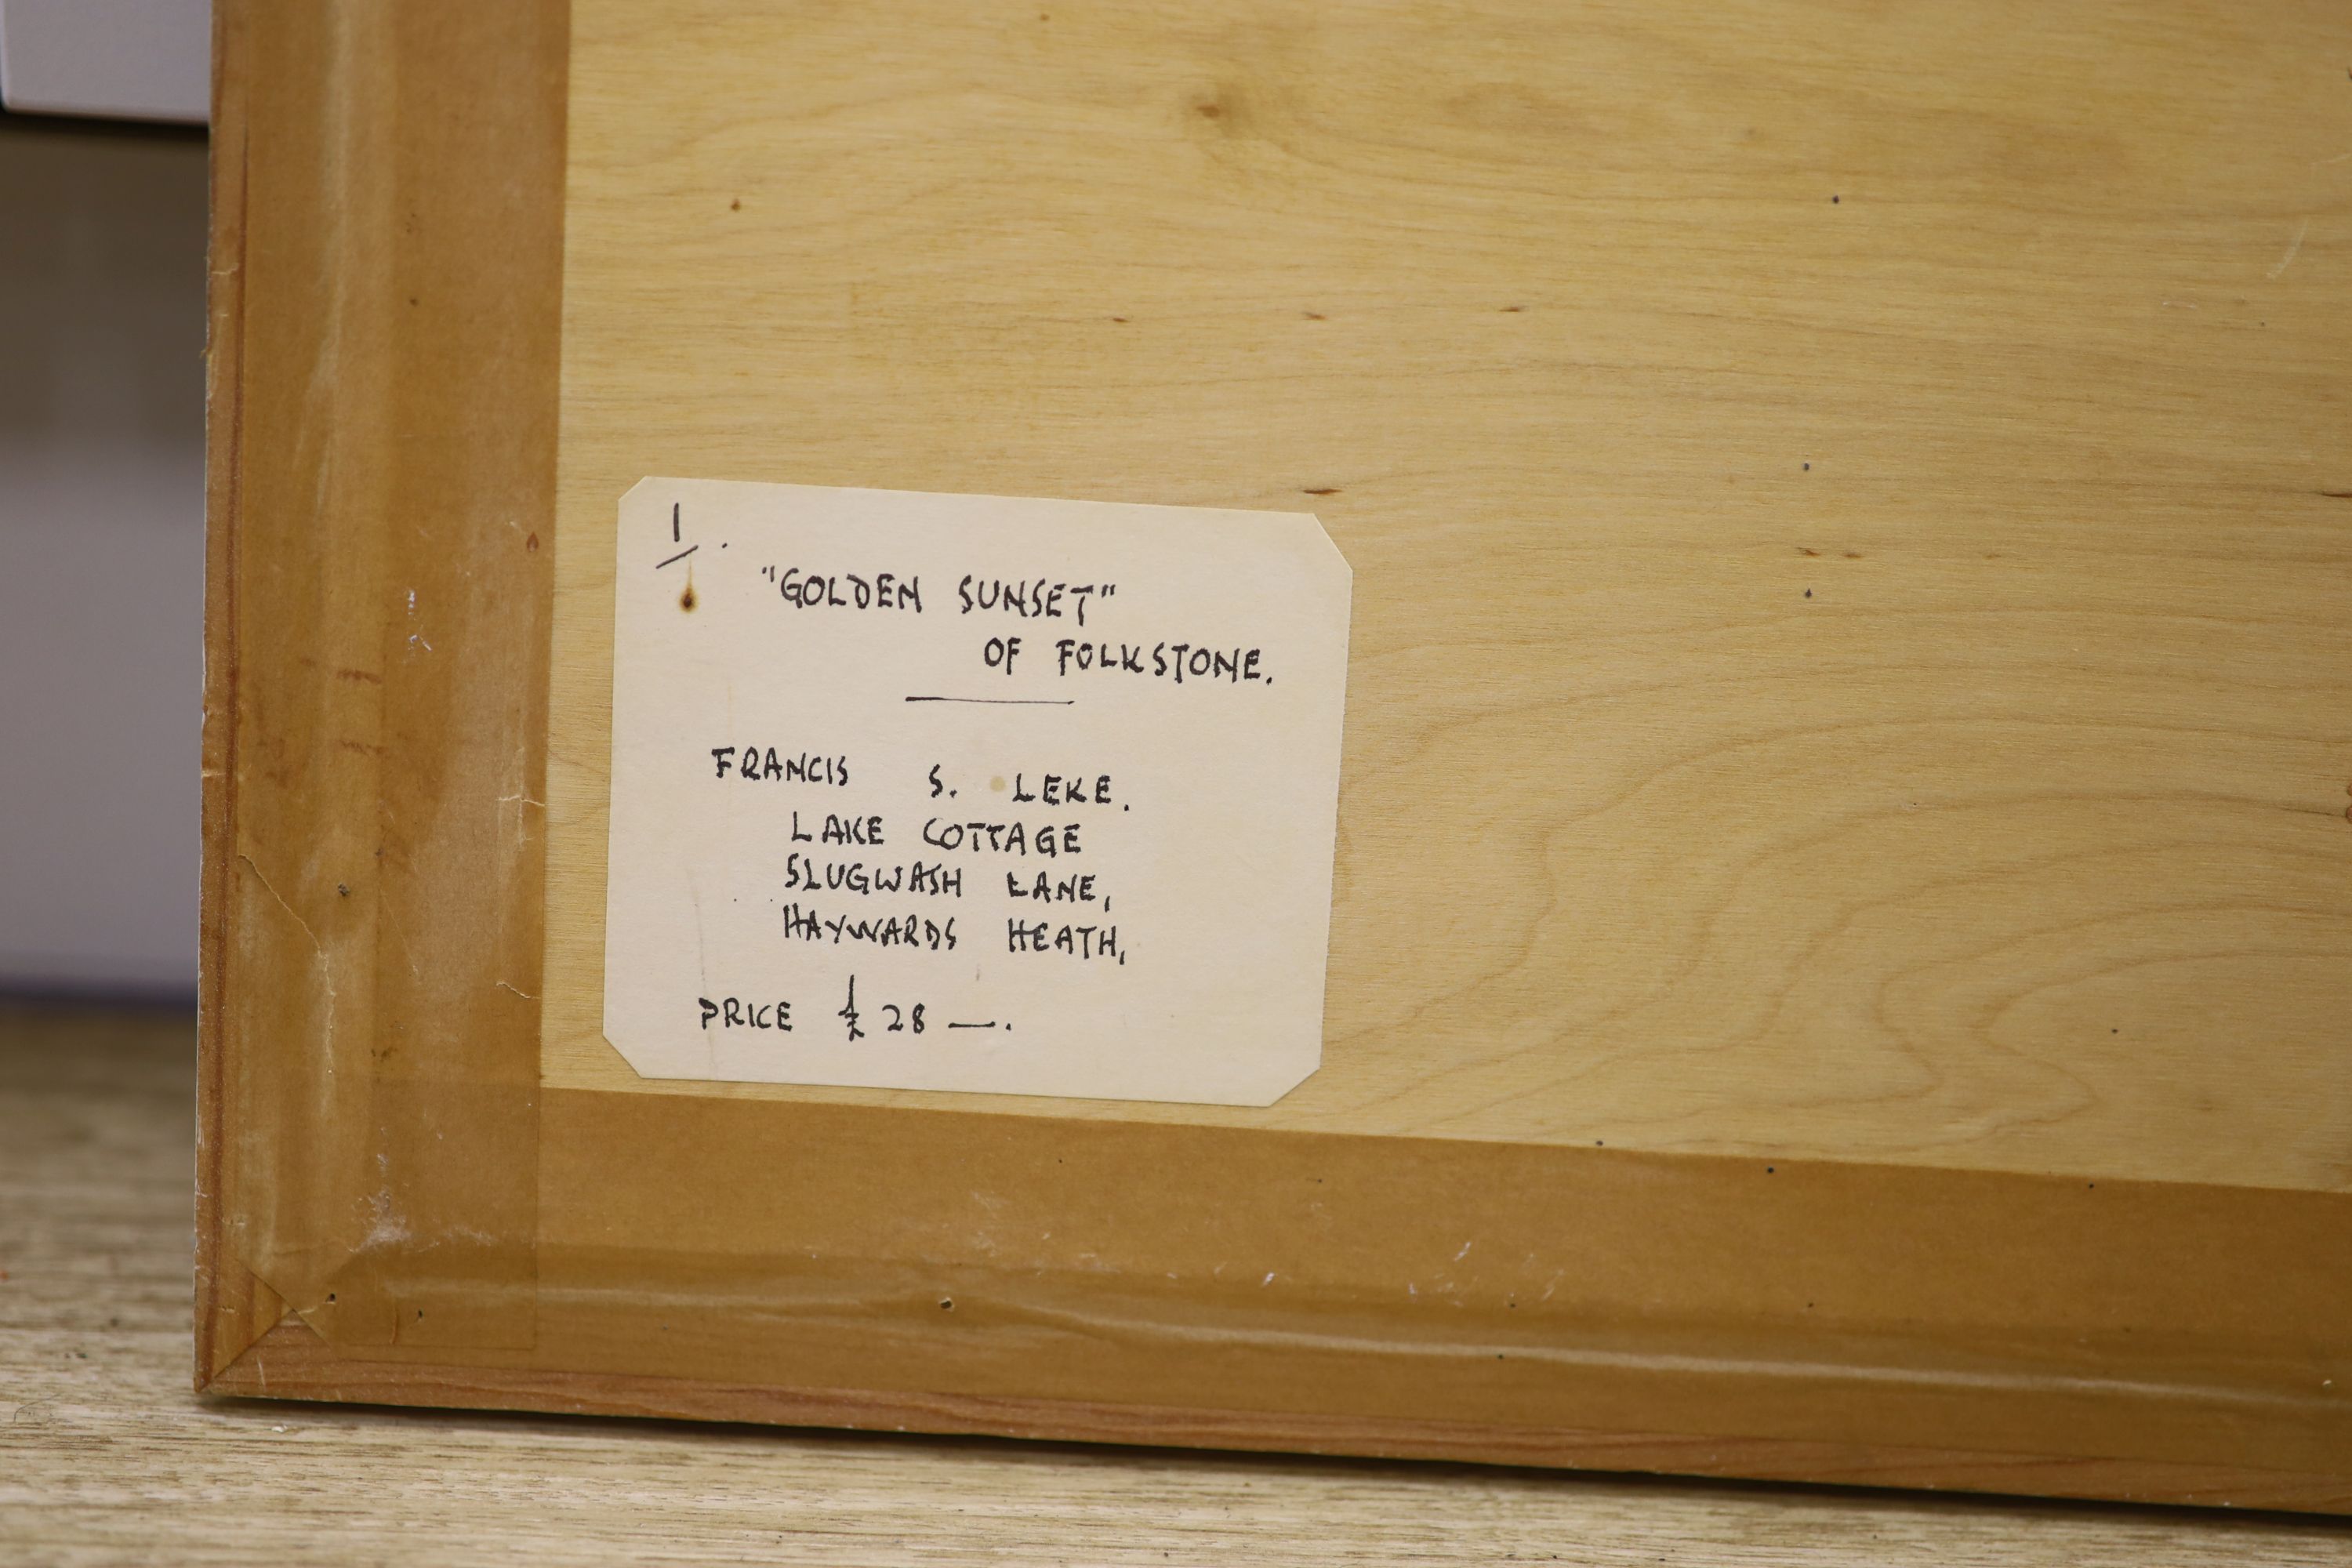 1/.
"GOLDEN SUNSET"
OF FOLKSTONE.
FRANCIS S. LEKE.
LAKE COTTAGE
SLUGWASH LANE,
HAYWARDS HEATH,
PRICE £ 28 —.